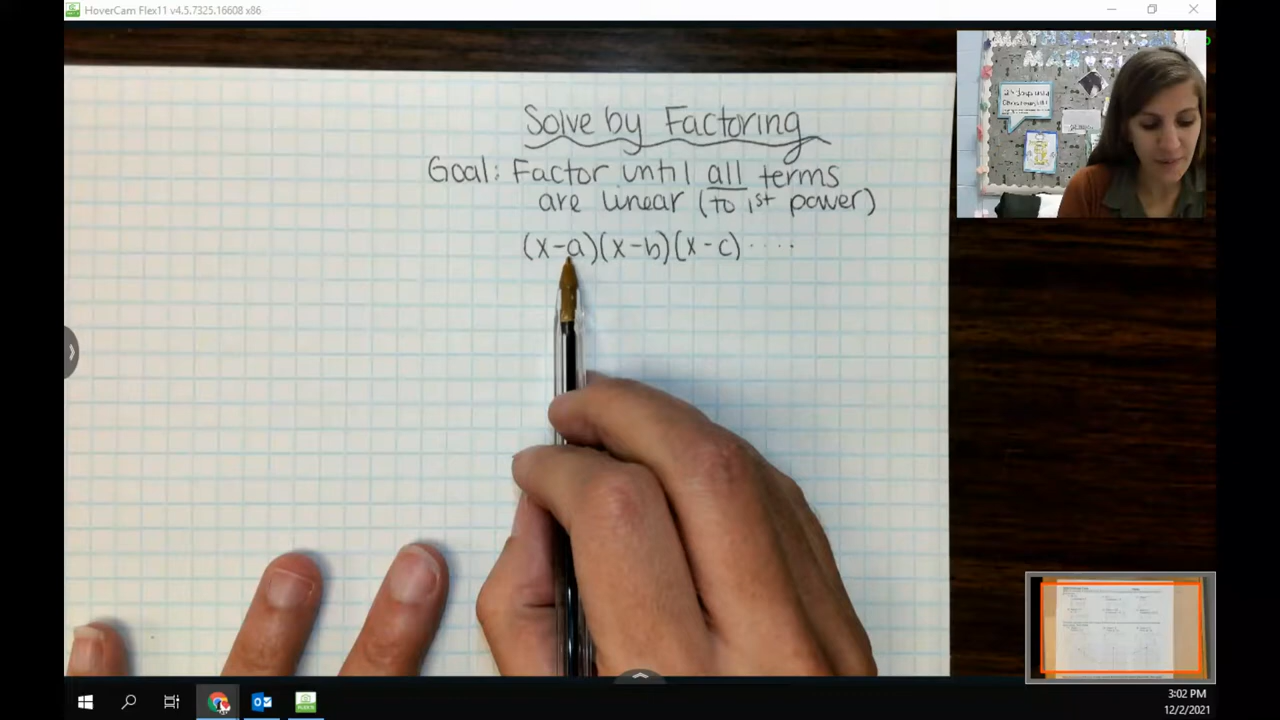 HoverCam Flex11 v4.5.7325.16608 x86
Solve by Factoring
Goal: Factor until all terms
are linear (to 1st power)
(x-a)(x-b)(x-c)....
3:02 PM
12/2/2021